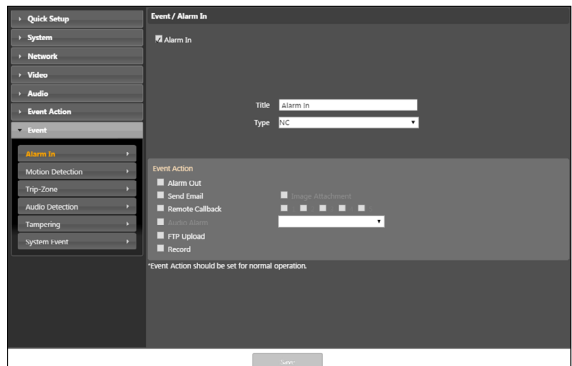 Quick Setup
System
Network
Video
Audio
Event Action
Event
Alarm In
Motion Detection
Trip-Zone
Audio Detection
Tampering
System Event
Event / Alarm In
Alarm In
Title Alarm In
Type NC
Event Action
Alarm Out
Send Email Image Attachment
Remote Callback
Audio Alarm
FTP Upload
Record
*Event Action should be set for normal operation.
Save